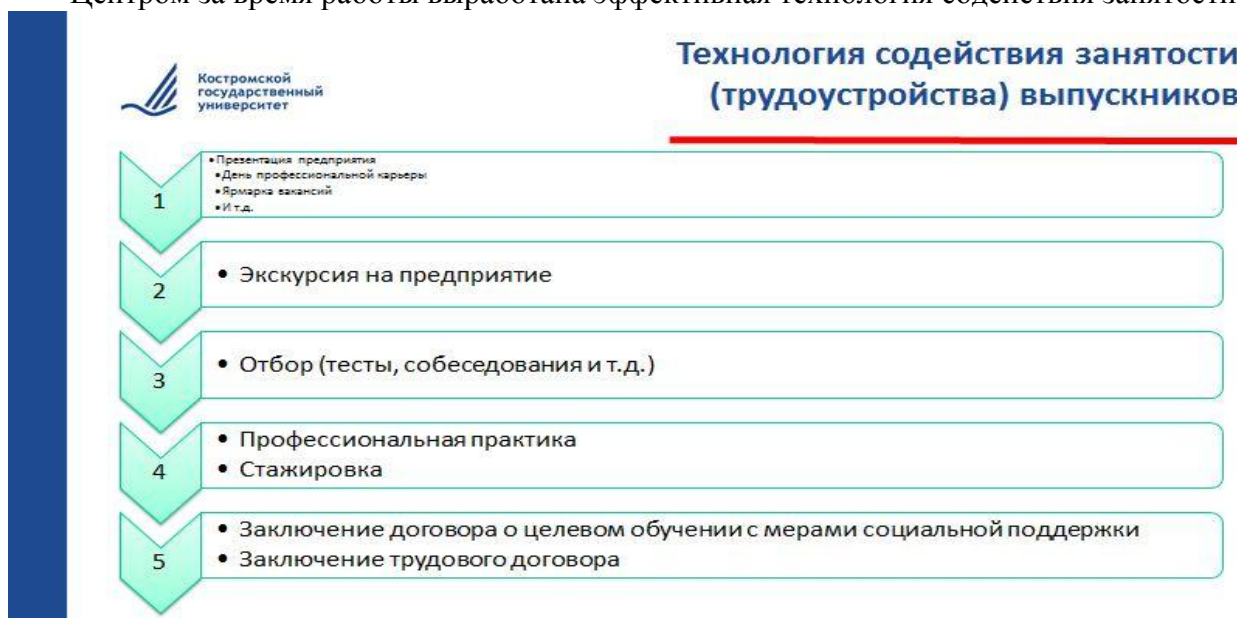 Центром за время работы выработана эффективная технология содействия занятости
Костромской
государственный
университет
Технология содействия занятости
(трудоустройства) выпускников
1
•Презентация предприятия
•День профессиональной карьеры
•Ярмарка вакансий
•И т.д.
2
• Экскурсия на предприятие
3
• Отбор (тесты, собеседования и т.д.)
4
• Профессиональная практика
• Стажировка
5
• Заключение договора о целевом обучении с мерами социальной поддержки
• Заключение трудового договора